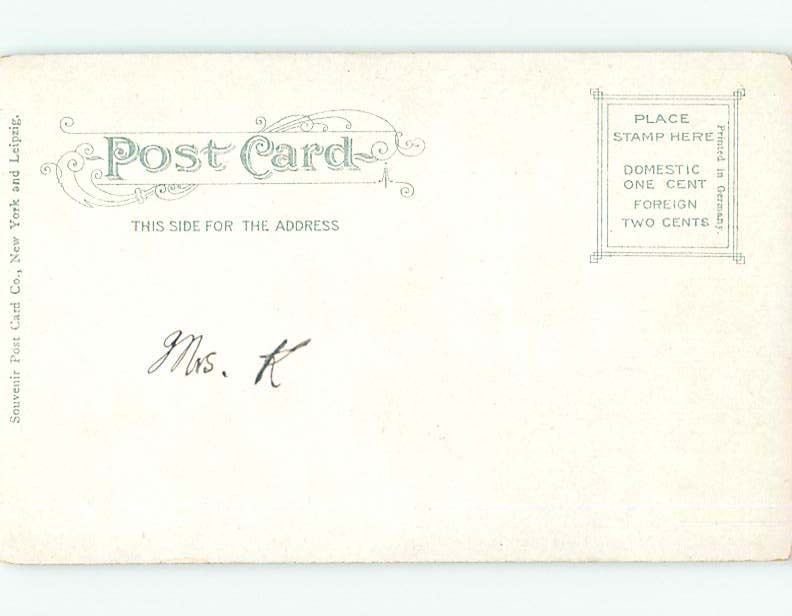 Post Card
THIS SIDE FOR THE ADDRESS
PLACE
STAMP HERE
DOMESTIC
ONE CENT
FOREIGN
TWO CENTS
Printed in Germany.
Souvenir Post Card Co., New York and Leipzig.
Mrs. K